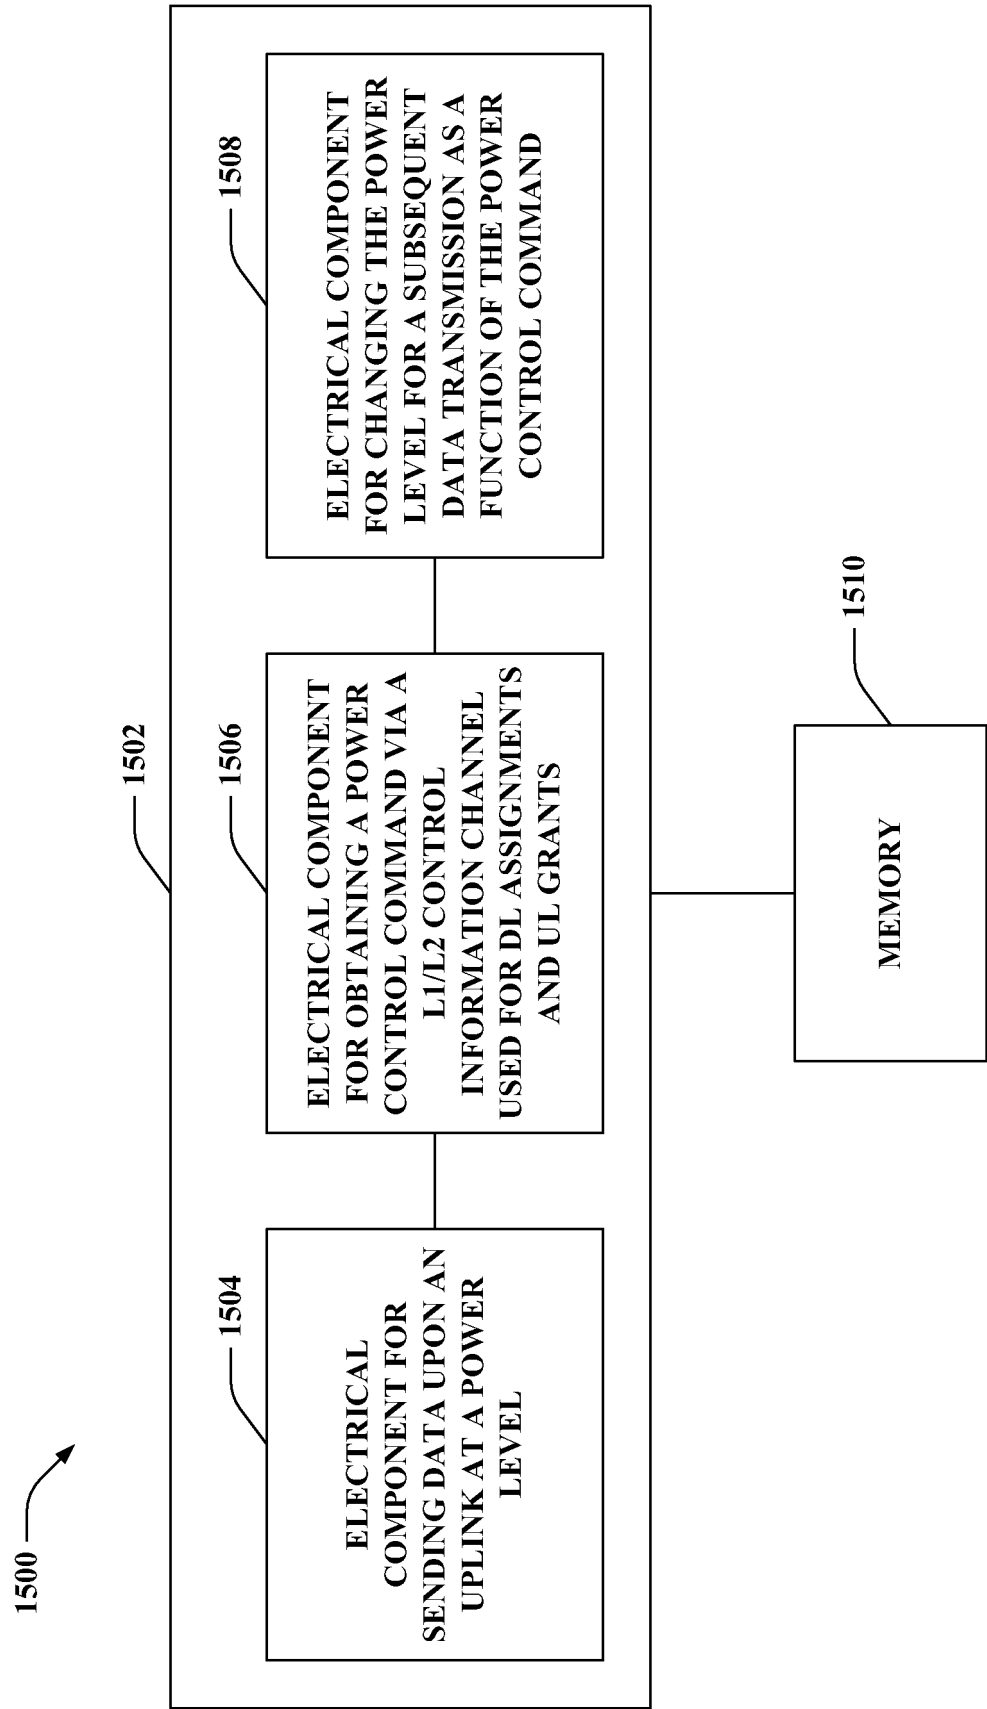 1500
1502
1504
ELECTRICAL
COMPONENT FOR
SENDING DATA UPON AN
UPLINK AT A POWER
LEVEL
1506
ELECTRICAL COMPONENT
FOR OBTAINING A POWER
CONTROL COMMAND VIA A
L1/L2 CONTROL
INFORMATION CHANNEL
USED FOR DL ASSIGNMENTS
AND UL GRANTS
1508
ELECTRICAL COMPONENT
FOR CHANGING THE POWER
LEVEL FOR A SUBSEQUENT
DATA TRANSMISSION AS A
FUNCTION OF THE POWER
CONTROL COMMAND
1510
MEMORY